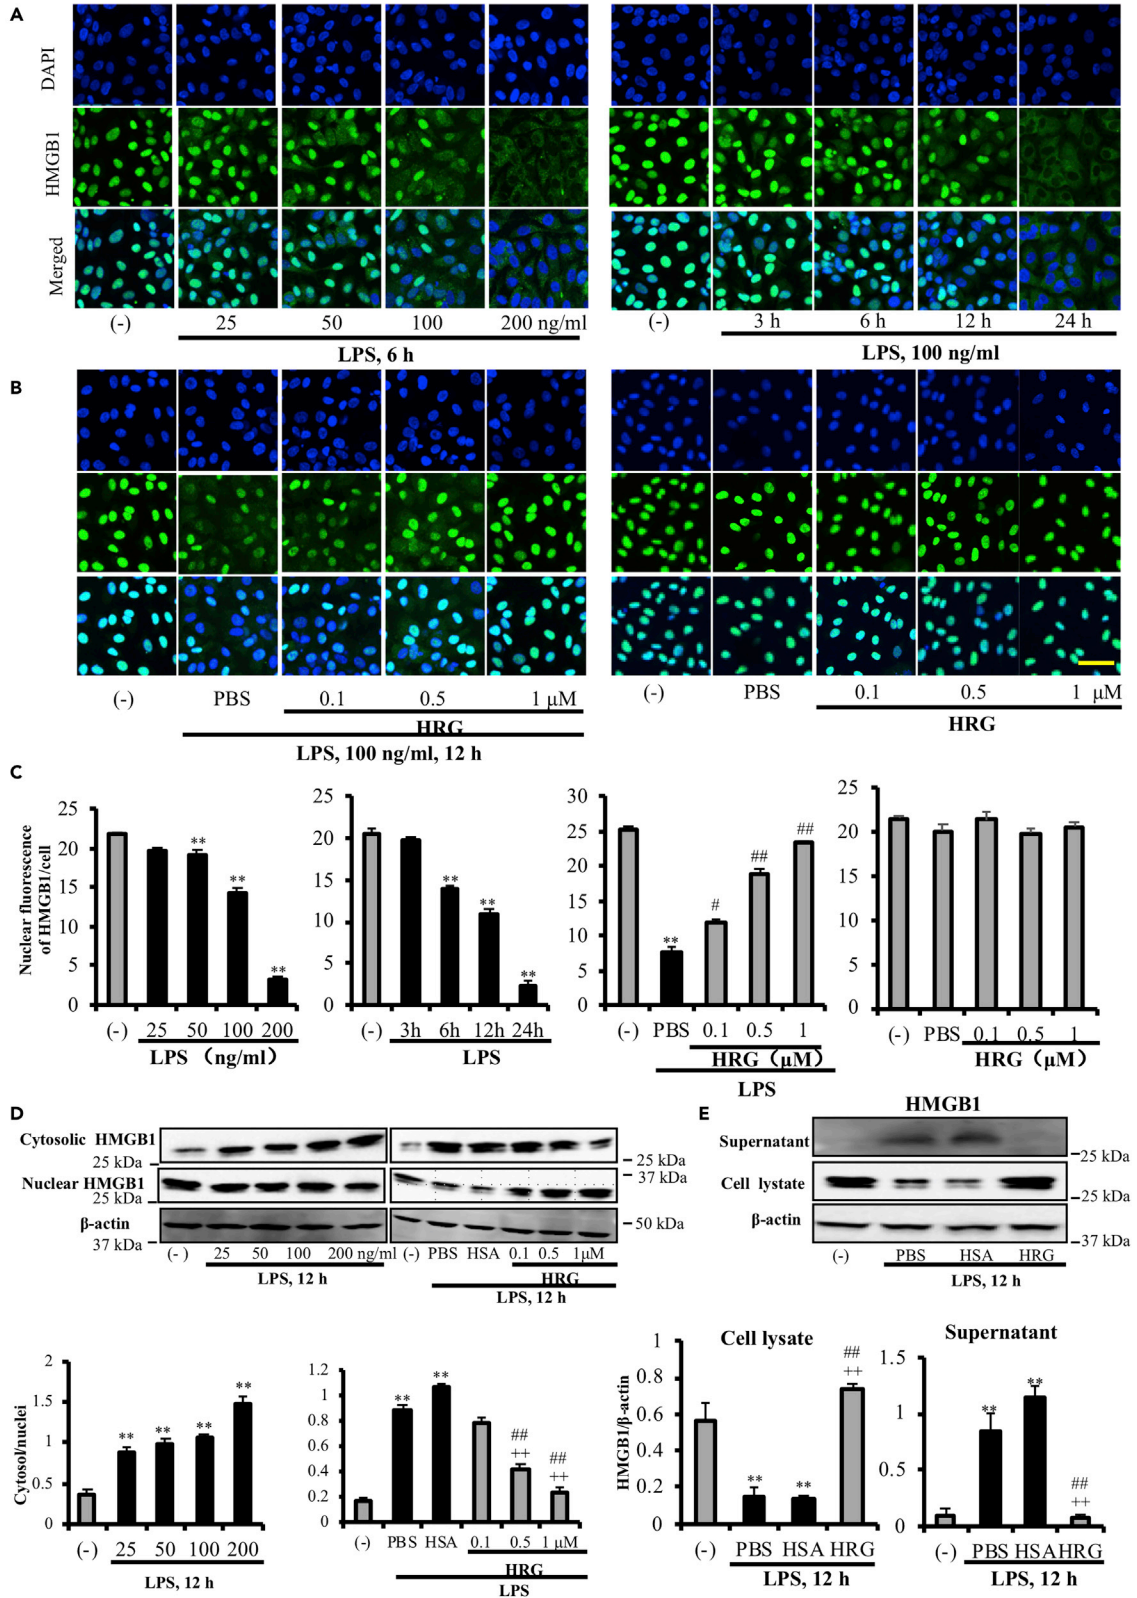 A
DAPI
HMGB1
Merged
(-) 25 50 100 200 ng/ml
LPS, 6 h
(-) 3 h 6 h 12 h 24 h
LPS, 100 ng/ml
B
(-) PBS 0.1 0.5 1 μM
HRG
LPS, 100 ng/ml, 12 h
(-) PBS 0.1 0.5 1 μM
HRG
C
Nuclear fluorescence
of HMGB1/cell
25
20
15
10
5
0
**
**
**
(-) 25 50 100 200
LPS (ng/ml)
25
20
15
10
5
0
**
**
**
(-) 3h 6h 12h 24h
LPS
30
25
20
15
10
5
0
**
#
##
##
(-) PBS 0.1 0.5 1
HRG (μM)
LPS
25
20
15
10
5
0
(-) PBS 0.1 0.5 1
HRG (μM)
D
Cytosolic HMGB1
25 kDa
Nuclear HMGB1
25 kDa
β-actin
37 kDa
(-) 25 50 100 200 ng/ml
LPS, 12 h
25 kDa
37 kDa
50 kDa
(-) PBS HSA 0.1 0.5 1μM
HRG
LPS, 12 h
E
HMGB1
Supernatant
25 kDa
Cell lystate
25 kDa
β-actin
37 kDa
(-) PBS HSA HRG
LPS, 12 h
Cytosol/nuclei
2
1.5
1
0.5
0
**
**
**
**
(-) 25 50 100 200
LPS, 12 h
1.2
1
0.8
0.6
0.4
0.2
0
**
**
##
++
##
++
(-) PBS HSA 0.1 0.5 1 μM
HRG
LPS
Cell lysate
HMGB1/β-actin
1
0.8
0.6
0.4
0.2
0
**
**
##
++
(-) PBS HSA HRG
LPS, 12 h
Supernatant
1.5
1
0.5
0
**
**
##
++
(-) PBS HSA HRG
LPS, 12 h